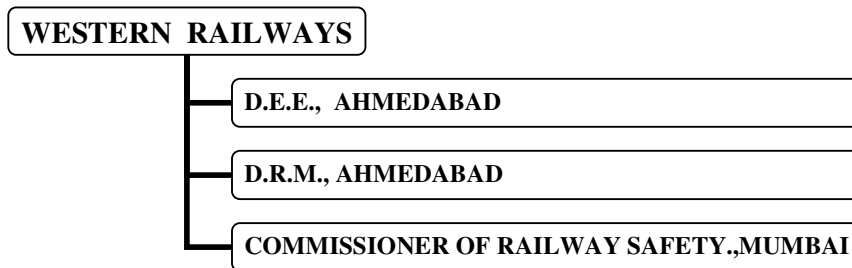 WESTERN RAILWAYS
D.E.E., AHMEDABAD
D.R.M., AHMEDABAD
COMMISSIONER OF RAILWAY SAFETY.,MUMBAI